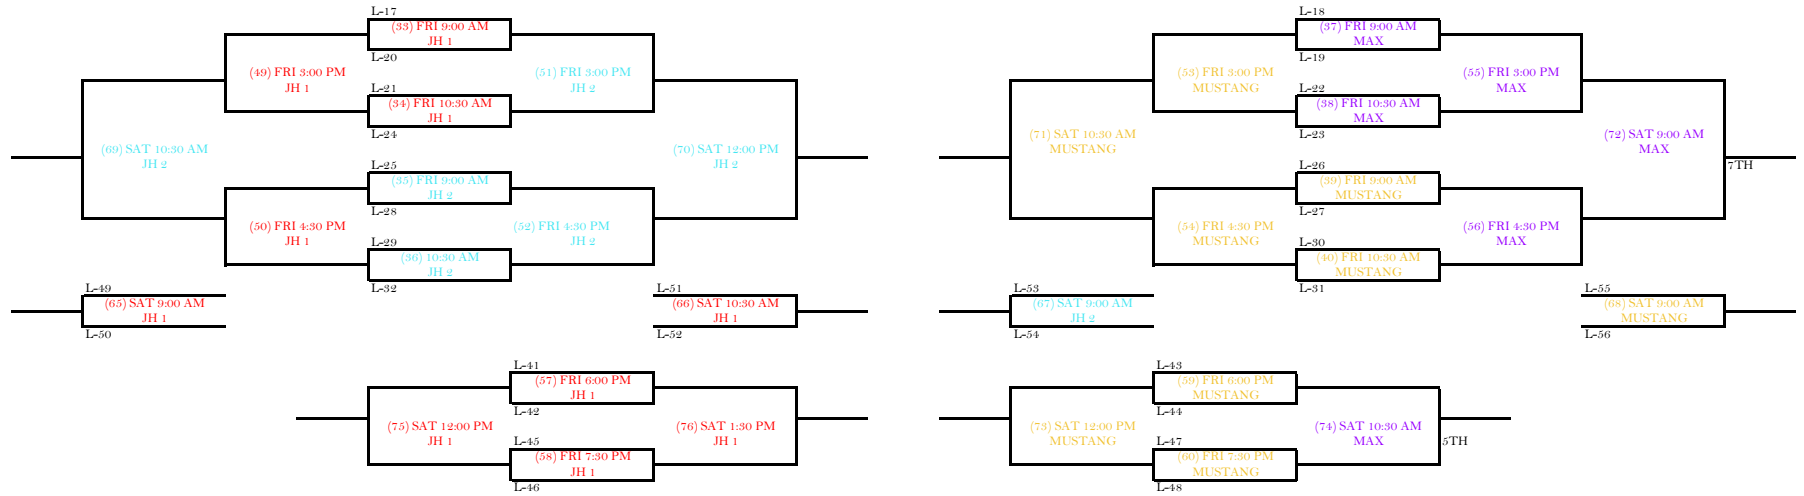 L-17
(33) FRI 9:00 AM
JH 1
L-20
(49) FRI 3:00 PM
JH 1
(51) FRI 3:00 PM
JH 2
L-21
(34) FRI 10:30 AM
JH 1
L-24
(69) SAT 10:30 AM
JH 2
(70) SAT 12:00 PM
JH 2
L-25
(35) FRI 9:00 AM
JH 2
L-28
(50) FRI 4:30 PM
JH 1
(52) FRI 4:30 PM
JH 2
L-29
(36) 10:30 AM
JH 2
L-32
L-49
(65) SAT 9:00 AM
JH 1
L-50
L-51
(66) SAT 10:30 AM
JH 1
L-52
L-41
(57) FRI 6:00 PM
JH 1
L-42
(75) SAT 12:00 PM
JH 1
(76) SAT 1:30 PM
JH 1
L-45
(58) FRI 7:30 PM
JH 1
L-46
L-18
(37) FRI 9:00 AM
MAX
L-19
(53) FRI 3:00 PM
MUSTANG
(55) FRI 3:00 PM
MAX
L-22
(38) FRI 10:30 AM
MAX
L-23
(71) SAT 10:30 AM
MUSTANG
(72) SAT 9:00 AM
MAX
7TH
L-26
(39) FRI 9:00 AM
MUSTANG
L-27
(54) FRI 4:30 PM
MUSTANG
(56) FRI 4:30 PM
MAX
L-30
(40) FRI 10:30 AM
MUSTANG
L-31
L-53
(67) SAT 9:00 AM
JH 2
L-54
L-55
(68) SAT 9:00 AM
MUSTANG
L-56
L-43
(59) FRI 6:00 PM
MUSTANG
L-44
(73) SAT 12:00 PM
MUSTANG
(74) SAT 10:30 AM
MAX
5TH
L-47
(60) FRI 7:30 PM
MUSTANG
L-48